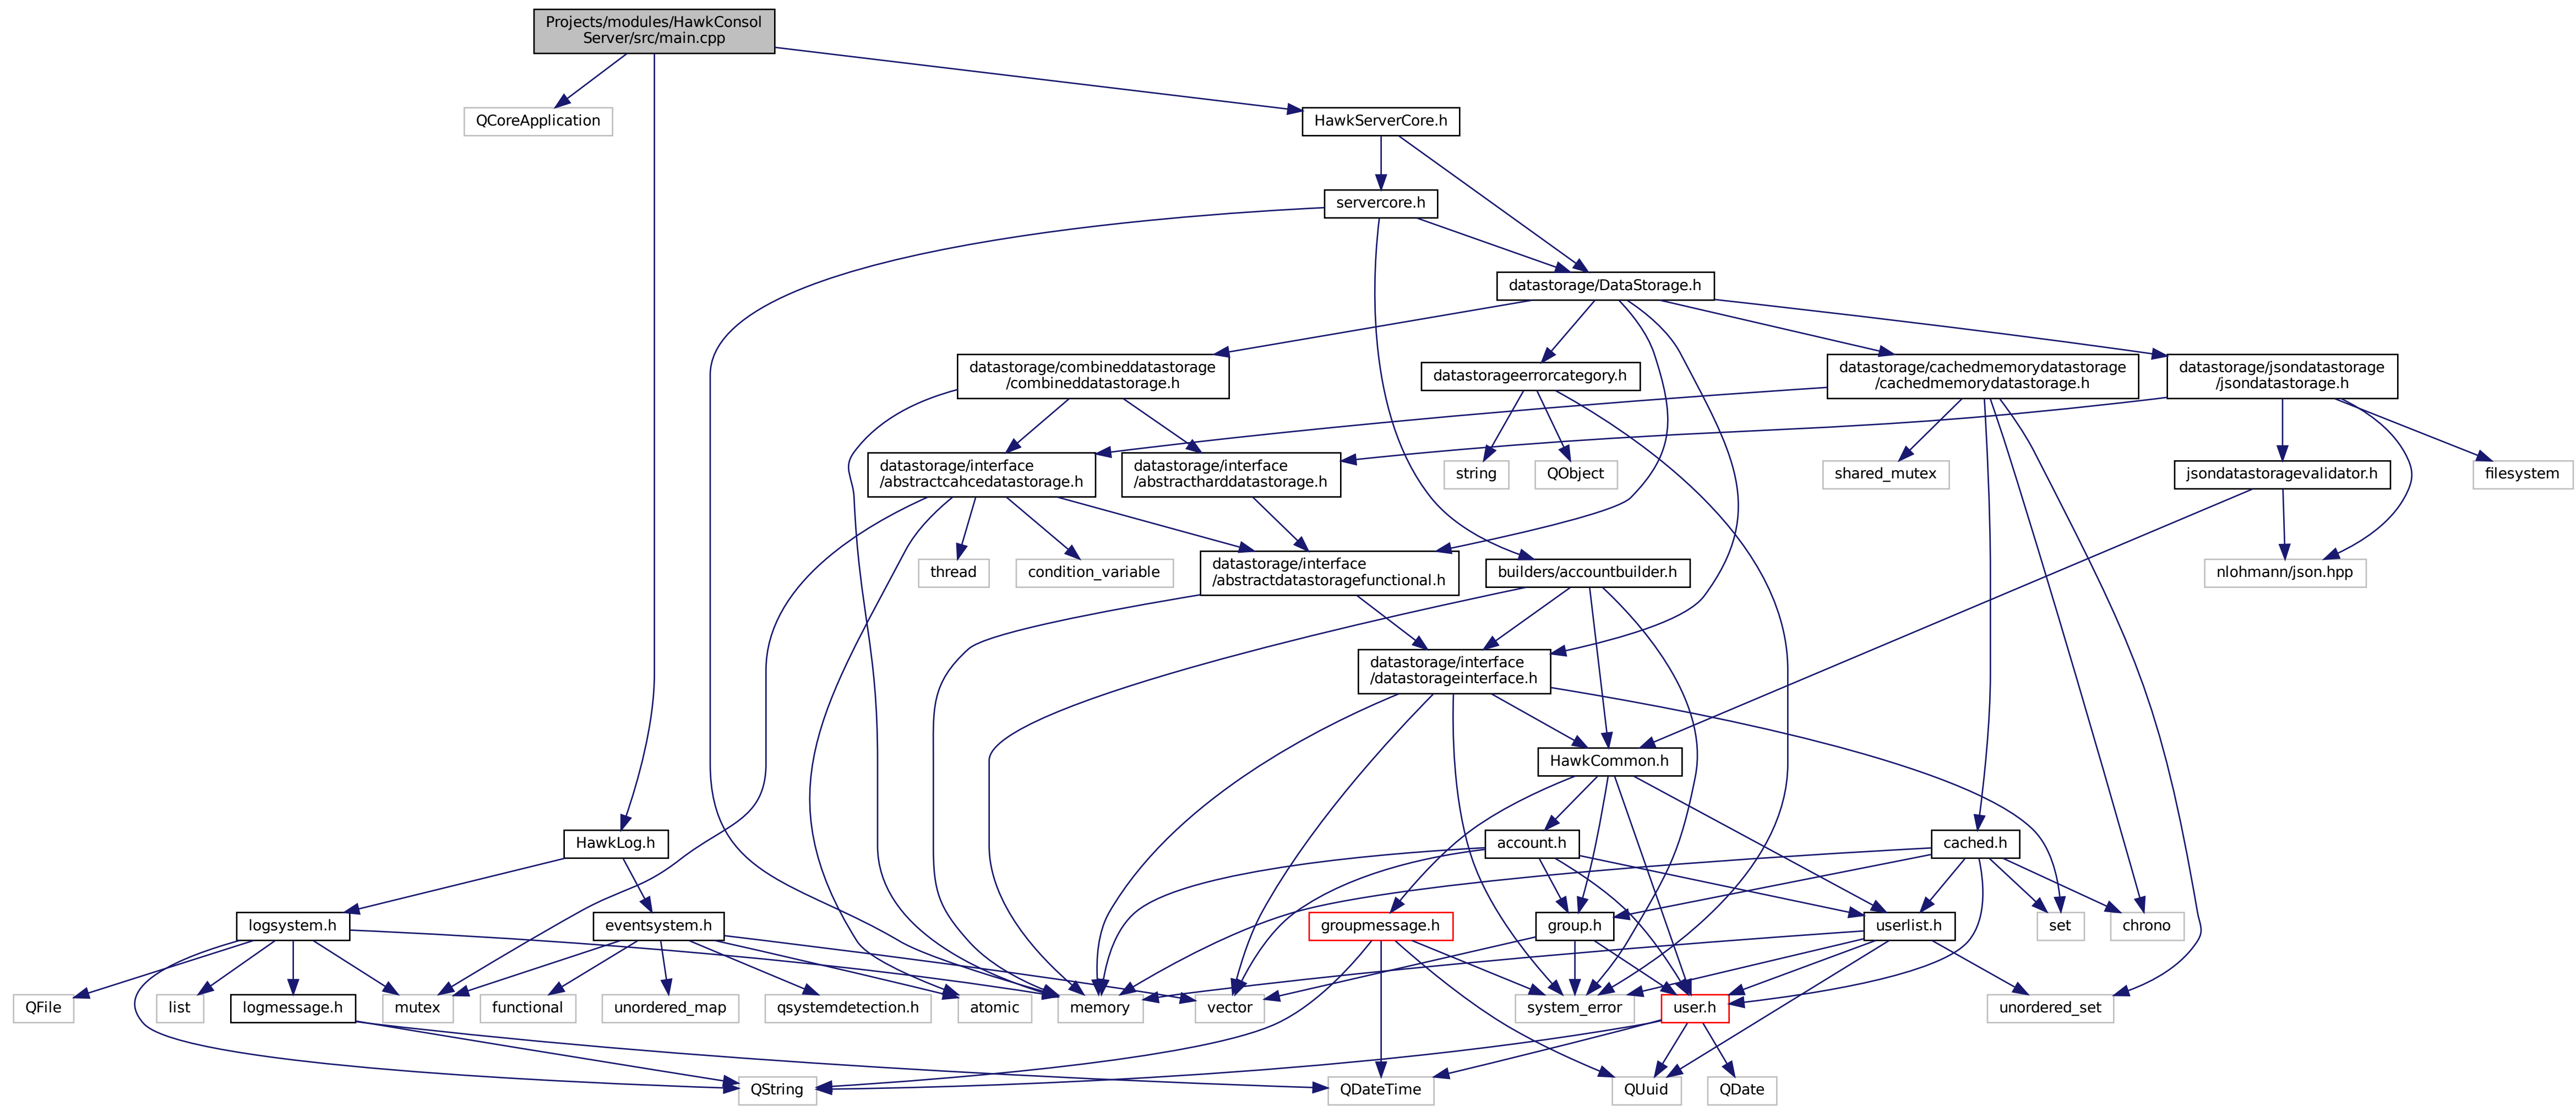 Projects/modules/HawkConsol
Server/src/main.cpp
QCoreApplication
HawkServerCore.h
servercore.h
datastorage/DataStorage.h
datastorage/combineddatastorage
/combineddatastorage.h
datastorageerrorcategory.h
datastorage/cachedmemorydatastorage
/cachedmemorydatastorage.h
datastorage/jsondatastorage
/jsondatastorage.h
datastorage/interface
/abstractcahcedatastorage.h
datastorage/interface
/abstractharddatastorage.h
string
QObject
shared_mutex
jsondatastoragevalidator.h
filesystem
thread
condition_variable
datastorage/interface
/abstractdatastoragefunctional.h
builders/accountbuilder.h
nlohmann/json.hpp
datastorage/interface
/datastorageinterface.h
HawkCommon.h
HawkLog.h
account.h
cached.h
logsystem.h
eventsystem.h
groupmessage.h
group.h
userlist.h
set
chrono
QFile
list
logmessage.h
mutex
functional
unordered_map
qsystemdetection.h
atomic
memory
vector
system_error
user.h
unordered_set
QString
QDateTime
QUuid
QDate